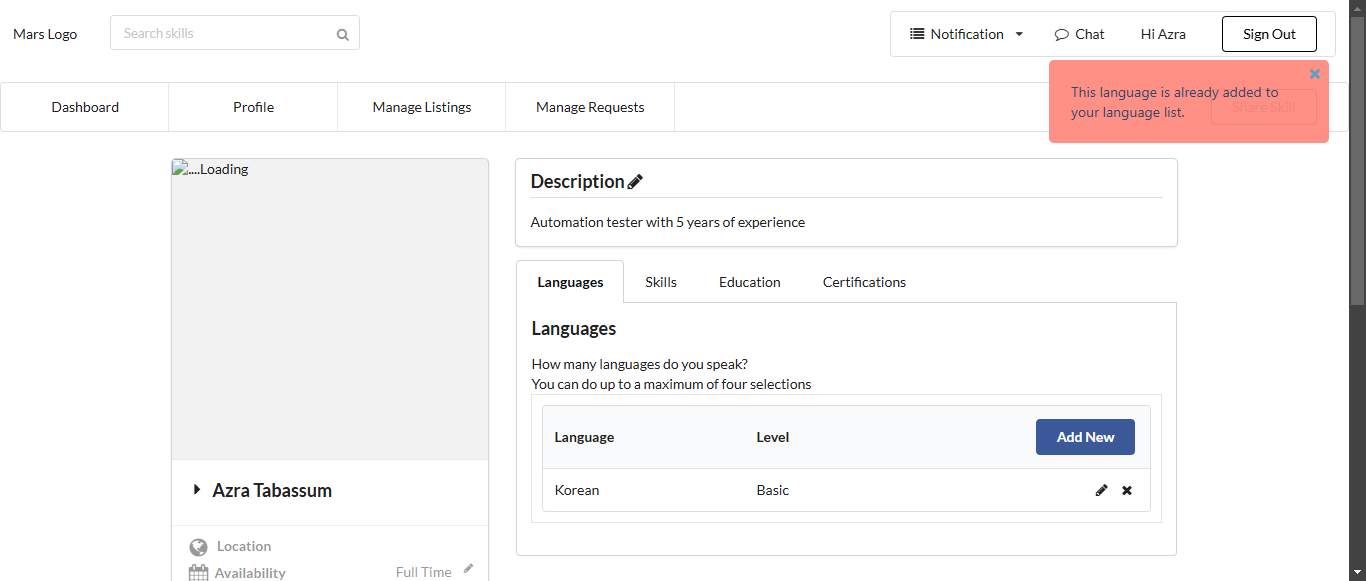 Mars Logo
Search skills
Notification
Chat
Hi Azra
Sign Out
This language is already added to
your language list.
Share Skill
Dashboard
Profile
Manage Listings
Manage Requests
....Loading
Description
Automation tester with 5 years of experience
Languages
Skills
Education
Certifications
Languages
How many languages do you speak?
You can do up to a maximum of four selections
Language
Level
Add New
Korean
Basic
Azra Tabassum
Location
Availability
Full Time